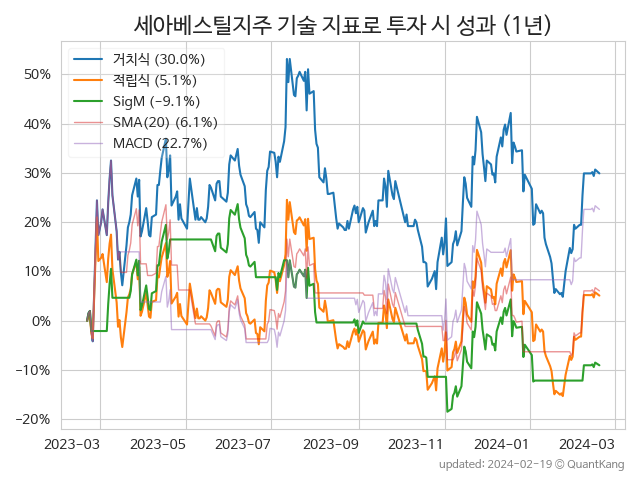 세아베스틸지주 기술 지표로 투자 시 성과 (1년)
거치식 (30.0%)
적립식 (5.1%)
SigM (−9.1%)
SMA(20) (6.1%)
MACD (22.7%)
50%
40%
30%
20%
10%
0%
−10%
−20%
2023-03 2023-05 2023-07 2023-09 2023-11 2024-01 2024-03
updated: 2024-02-19 © QuantKang